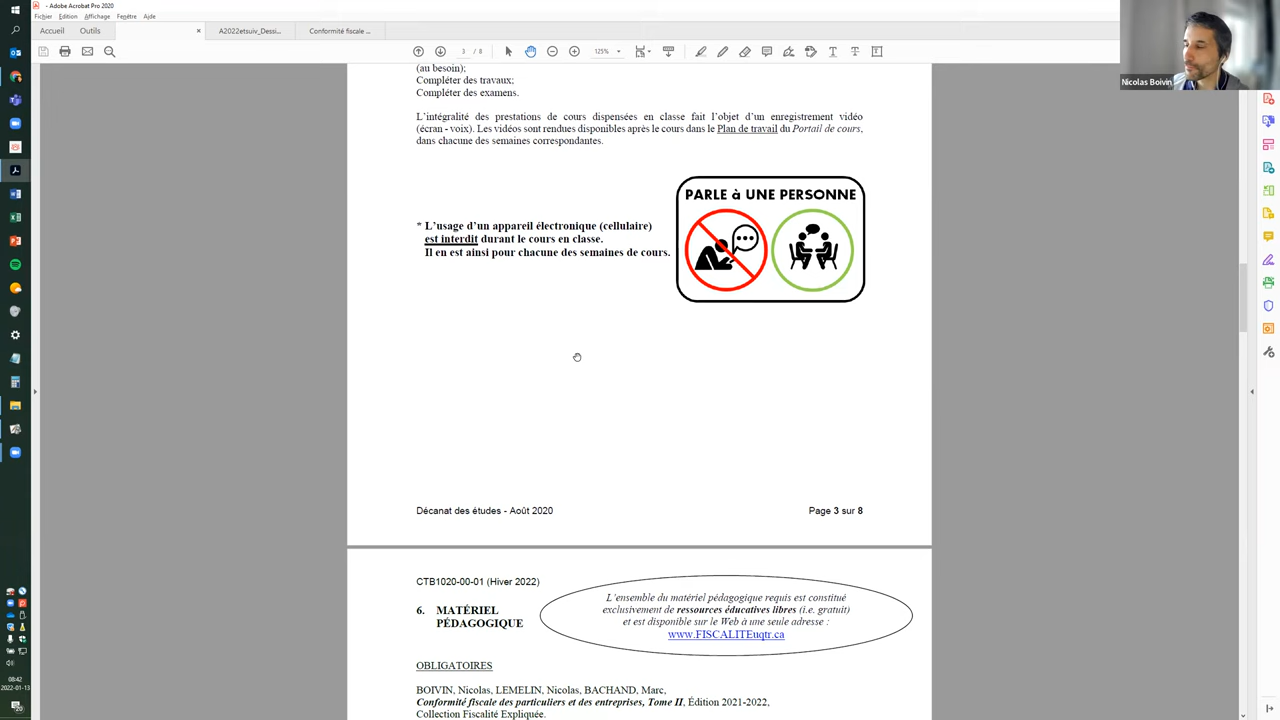 - Adobe Acrobat Pro 2020
Fichier Edition Affichage Fenêtre Aide
Accueil Outils A2022etsuiv_Dessi... Conformité fiscale ...
3 / 8 125%
Nicolas Boivin
(au besoin);
Compléter des travaux;
Compléter des examens.
L'intégralité des prestations de cours dispensées en classe fait l'objet d'un enregistrement vidéo
(écran - voix). Les vidéos sont rendues disponibles après le cours dans le Plan de travail du Portail de cours,
dans chacune des semaines correspondantes.
PARLE à UNE PERSONNE
* L'usage d'un appareil électronique (cellulaire)
est interdit durant le cours en classe.
Il en est ainsi pour chacune des semaines de cours.
Décanat des études - Août 2020 Page 3 sur 8
CTB1020-00-01 (Hiver 2022)
6. MATÉRIEL
PÉDAGOGIQUE
L'ensemble du matériel pédagogique requis est constitué
exclusivement de ressources éducatives libres (i.e. gratuit)
et est disponible sur le Web à une seule adresse :
www.FISCALITEuqtr.ca
OBLIGATOIRES
BOIVIN, Nicolas, LEMELIN, Nicolas, BACHAND, Marc,
Conformité fiscale des particuliers et des entreprises, Tome II, Édition 2021-2022,
Collection Fiscalité Expliquée.
08:42
2022-01-13